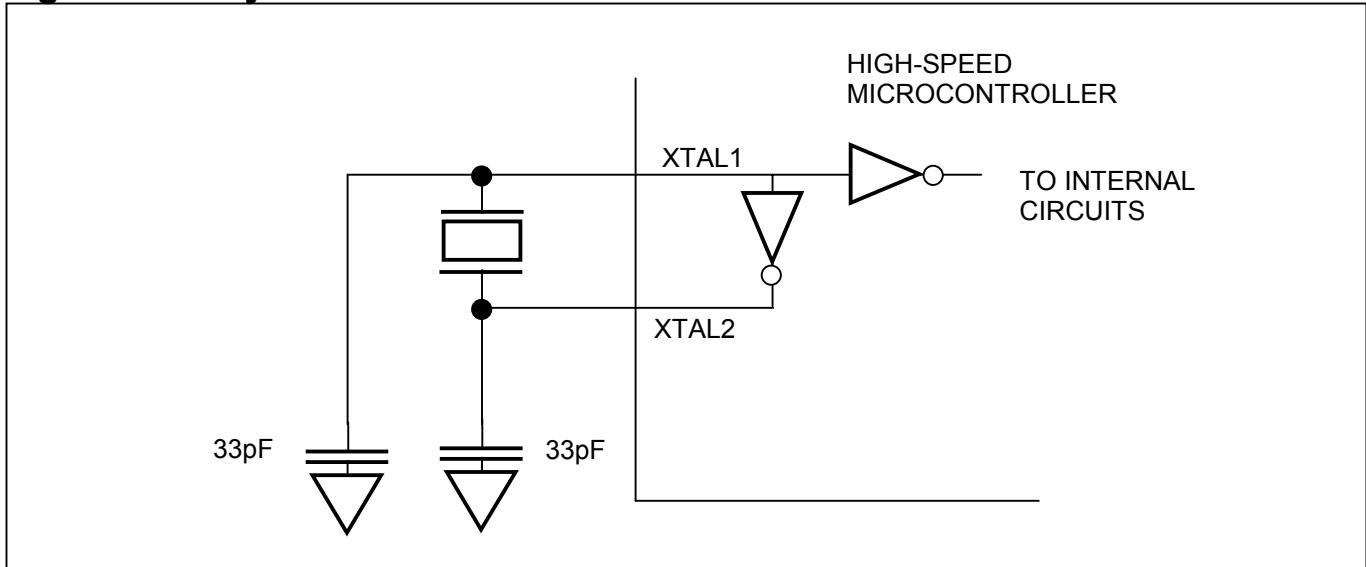 HIGH-SPEED
MICROCONTROLLER
XTAL1
TO INTERNAL
CIRCUITS
XTAL2
33pF
33pF